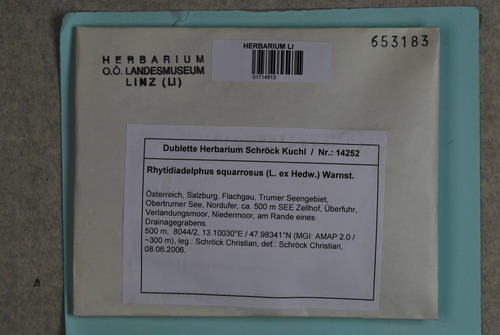 HERBARIUM
O.Ö. LANDESMUSEUM
LINZ (LI)
HERBARIUM LI
01714913
653183
Dublette Herbarium Schröck Kuchl / Nr.: 14252
Rhytidiadelphus squarrosus (L. ex Hedw.) Warnst.
Österreich, Salzburg, Flachgau, Trumer Seengebiet,
Obertrumer See, Nordufer, ca. 500 m SEE Zellhof, Überfuhr,
Verlandungsmoor, Niedermoor, am Rande eines
Drainagegrabens.
500 m, 8044/2, 13.10030°E / 47.98341°N (MGI: AMAP 2.0 /
~300 m), leg.: Schröck Christian, det.: Schröck Christian,
08.06.2006.